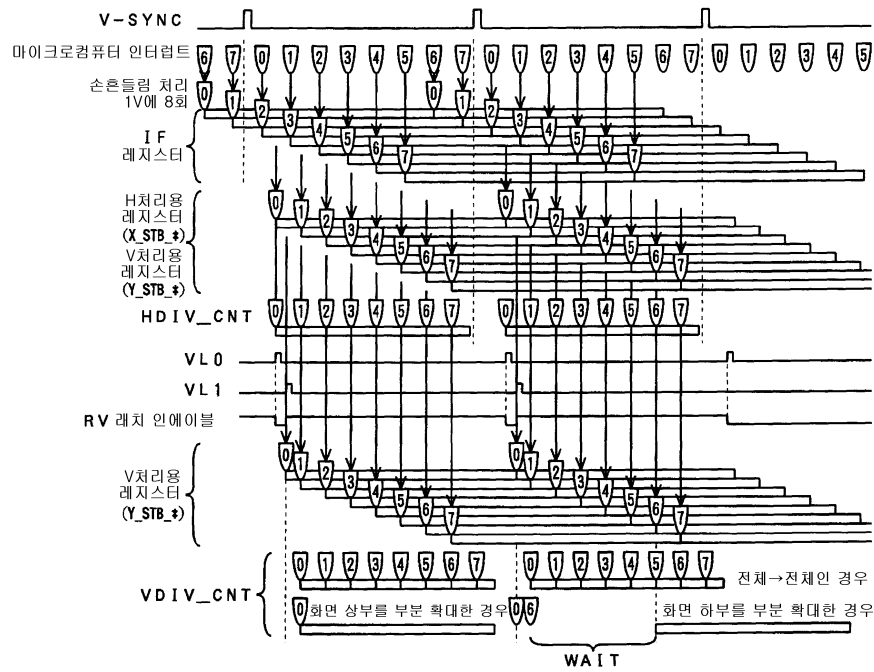 V-SYNC
마이크로컴퓨터 인터럽트 6 7 0 1 2 3 4 5 6 7 0 1 2 3 4 5 6 7 0 1 2 3 4 5
손흔들림 처리
1V에 8회
0 1 2 3 4 5 6 7 0 1 2 3 4 5 6 7
IF
레지스터
H처리용
레지스터
(X_STB_‡)
V처리용
레지스터
(Y_STB_‡)
0 1 2 3 4 5 6 7 0 1 2 3 4 5 6 7
HDIV_CNT 0 1 2 3 4 5 6 7 0 1 2 3 4 5 6 7
VL0
VL1
RV 래치 인에이블
V처리용
레지스터
(Y_STB_‡)
0 1 2 3 4 5 6 7 0 1 2 3 4 5 6 7
VDIV_CNT
0 1 2 3 4 5 6 7 0 1 2 3 4 5 6 7 전체→전체인 경우
0 화면 상부를 부분 확대한 경우 0 6 화면 하부를 부분 확대한 경우
WAIT